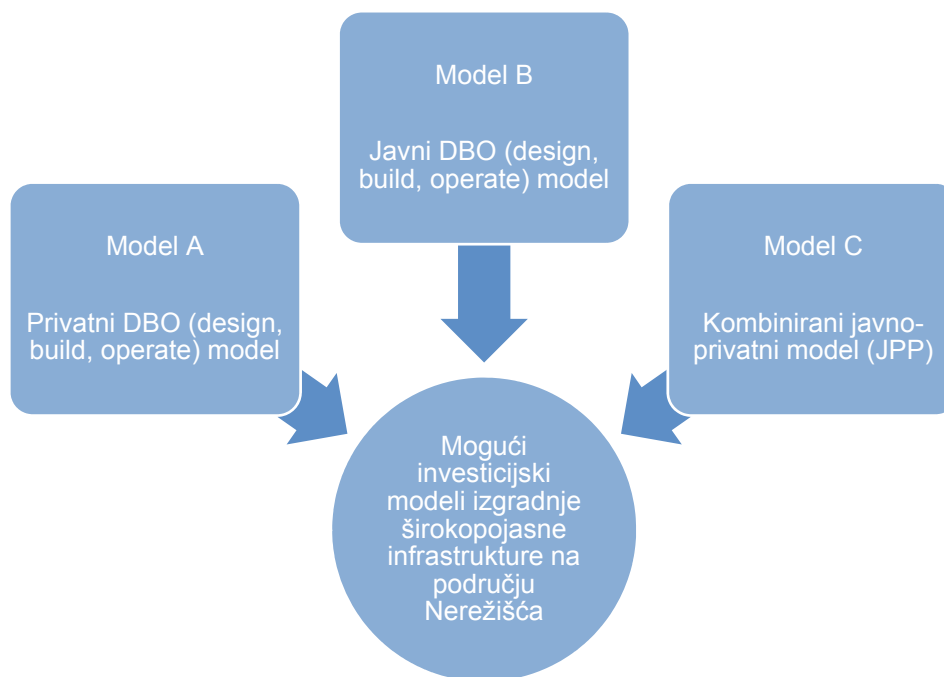 Model B
Javni DBO (design,
build, operate) model
Model A
Privatni DBO (design,
build, operate) model
Model C
Kombinirani javno-
privatni model (JPP)
Mogući
investicijski
modeli izgradnje
širokopojasne
infrastrukture na
području
Nerežišća